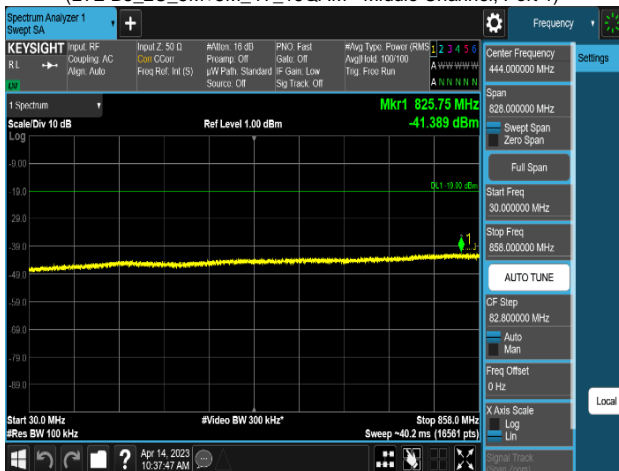 Spectrum Analyzer 1
Swept SA
+
Frequency
KEYSIGHT
RL
Input: RF
Coupling: AC
Align: Auto
Input Z: 50 Ω
Corr CCorr
Freq Ref: Int (S)
#Atten: 16 dB
Preamp: Off
µW Path: Standard
Source: Off
PNO: Fast
Gate: Off
IF Gain: Low
Sig Track: Off
#Avg Type: Power (RMS
Avg|Hold: 100/100
Trig: Free Run
1 2 3 4 5 6
A W W W W W
A N N N N N
1 Spectrum
Scale/Div 10 dB
Log
Ref Level 1.00 dBm
Mkr1 825.75 MHz
-41.389 dBm
-9.00
-19.0
-29.0
-39.0
-49.0
-59.0
-69.0
-79.0
-89.0
DL1 -19.00 dBm
1
Start 30.0 MHz
#Res BW 100 kHz
#Video BW 300 kHz*
Stop 858.0 MHz
Sweep ~40.2 ms (16561 pts)
Apr 14, 2023
10:37:47 AM
Center Frequency
444.000000 MHz
Settings
Span
828.000000 MHz
Swept Span
Zero Span
Full Span
Start Freq
30.000000 MHz
Stop Freq
858.000000 MHz
AUTO TUNE
CF Step
82.800000 MHz
Auto
Man
Freq Offset
0 Hz
X Axis Scale
Log
Lin
Local
Signal Track